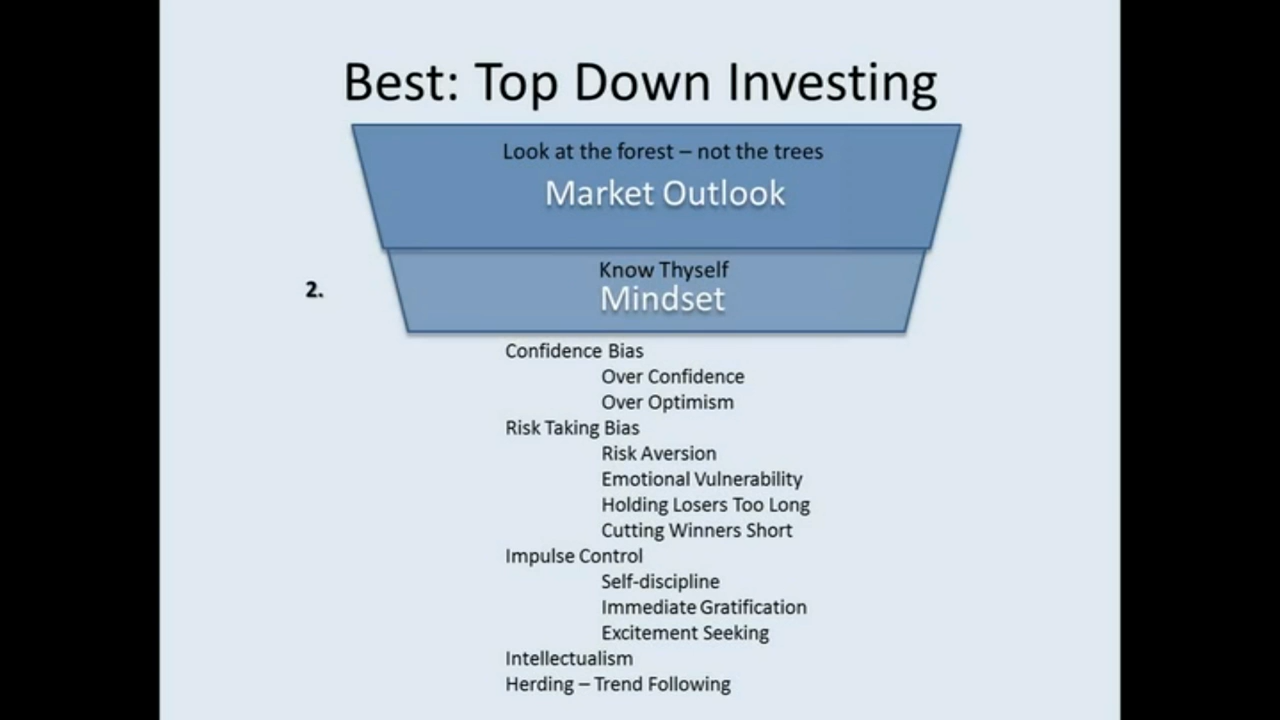 Best: Top Down Investing
Look at the forest – not the trees
Market Outlook
Know Thyself
2.
Mindset
Confidence Bias
Over Confidence
Over Optimism
Risk Taking Bias
Risk Aversion
Emotional Vulnerability
Holding Losers Too Long
Cutting Winners Short
Impulse Control
Self-discipline
Immediate Gratification
Excitement Seeking
Intellectualism
Herding – Trend Following